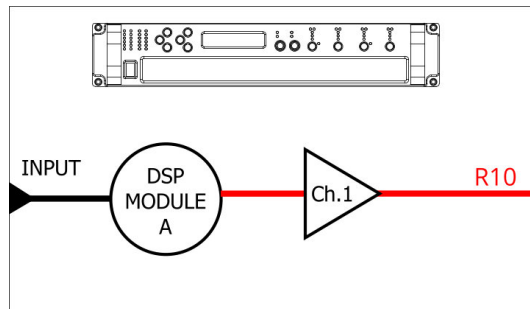 INPUT
DSP
MODULE
A
Ch.1
R10